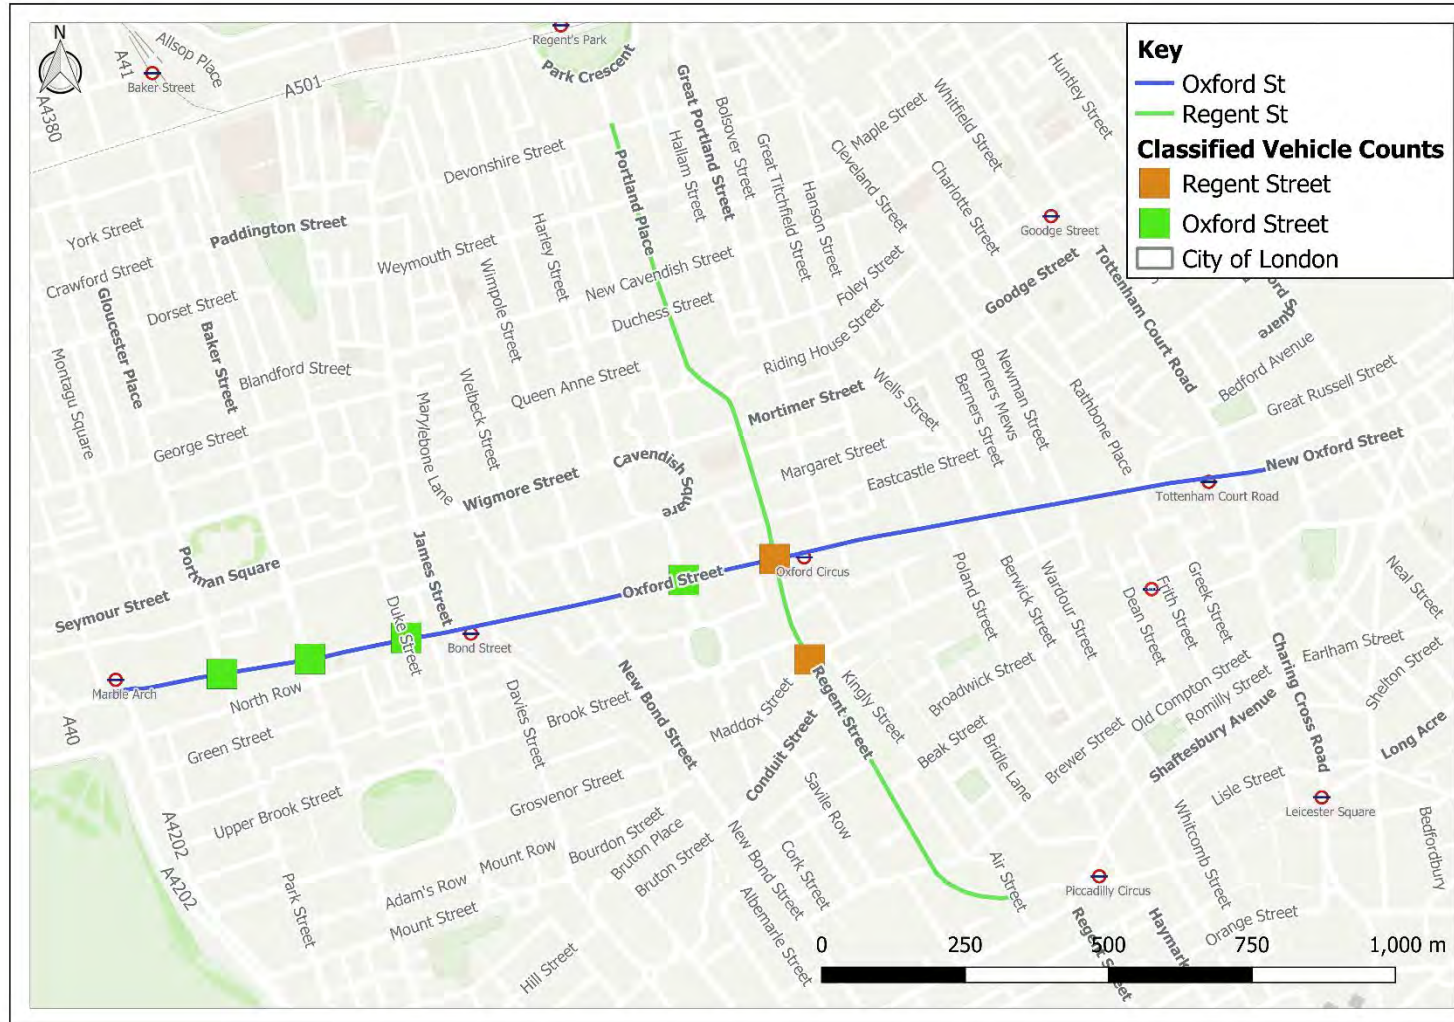 N
Allsop Place
A41
Baker Street
A4380
A501
Regent's Park
Park Crescent
Great Portland Street
Bolsover Street
Hallam Street
Great Titchfield Street
Hanson Street
Cleveland Street
Maple Street
Whitfield Street
Huntley Street
Charlotte Street
Devonshire Street
Portland Place
Harley Street
York Street
Paddington Street
Crawford Street
Weymouth Street
Wimpole Street
New Cavendish Street
Foley Street
Goodge Street
Goodge Street
Tottenham Court Road
Gloucester Place
Dorset Street
Baker Street
Duchess Street
Riding House Street
Bedford Avenue
Great Russell Street
Montagu Square
Blandford Street
Welbeck Street
Queen Anne Street
Mortimer Street
Wells Street
Berners Street
Berners Mews
Newman Street
Rathbone Place
George Street
Marylebone Lane
Wigmore Street
Cavendish Square
Margaret Street
Eastcastle Street
New Oxford Street
Tottenham Court Road
Portman Square
James Street
Seymour Street
Duke Street
Oxford Street
Oxford Circus
Bond Street
Marble Arch
North Row
Poland Street
Berwick Street
Wardour Street
Dean Street
Frith Street
Greek Street
Neal Street
Earlham Street
Shelton Street
A40
Green Street
Davies Street
Brook Street
New Bond Street
Maddox Street
Conduit Street
Regent Street
Kingly Street
Broadwick Street
Old Compton Street
Romilly Street
Shaftesbury Avenue
Charing Cross Road
Long Acre
Beak Street
Bridle Lane
Brewer Street
Lisle Street
Leicester Square
Upper Brook Street
Grosvenor Street
Savile Row
A4202
A4202
Park Street
Adam's Row
Mount Row
Mount Street
Bourdon Street
Bruton Place
Bruton Street
New Bond Street
Cork Street
Albemarle Street
Air Street
Piccadilly Circus
Whitcomb Street
Bedfordbury
Orange Street
Hill Street
Regent S
Haymark
Key
Oxford St
Regent St
Classified Vehicle Counts
Regent Street
Oxford Street
City of London
0 250 500 750 1,000 m